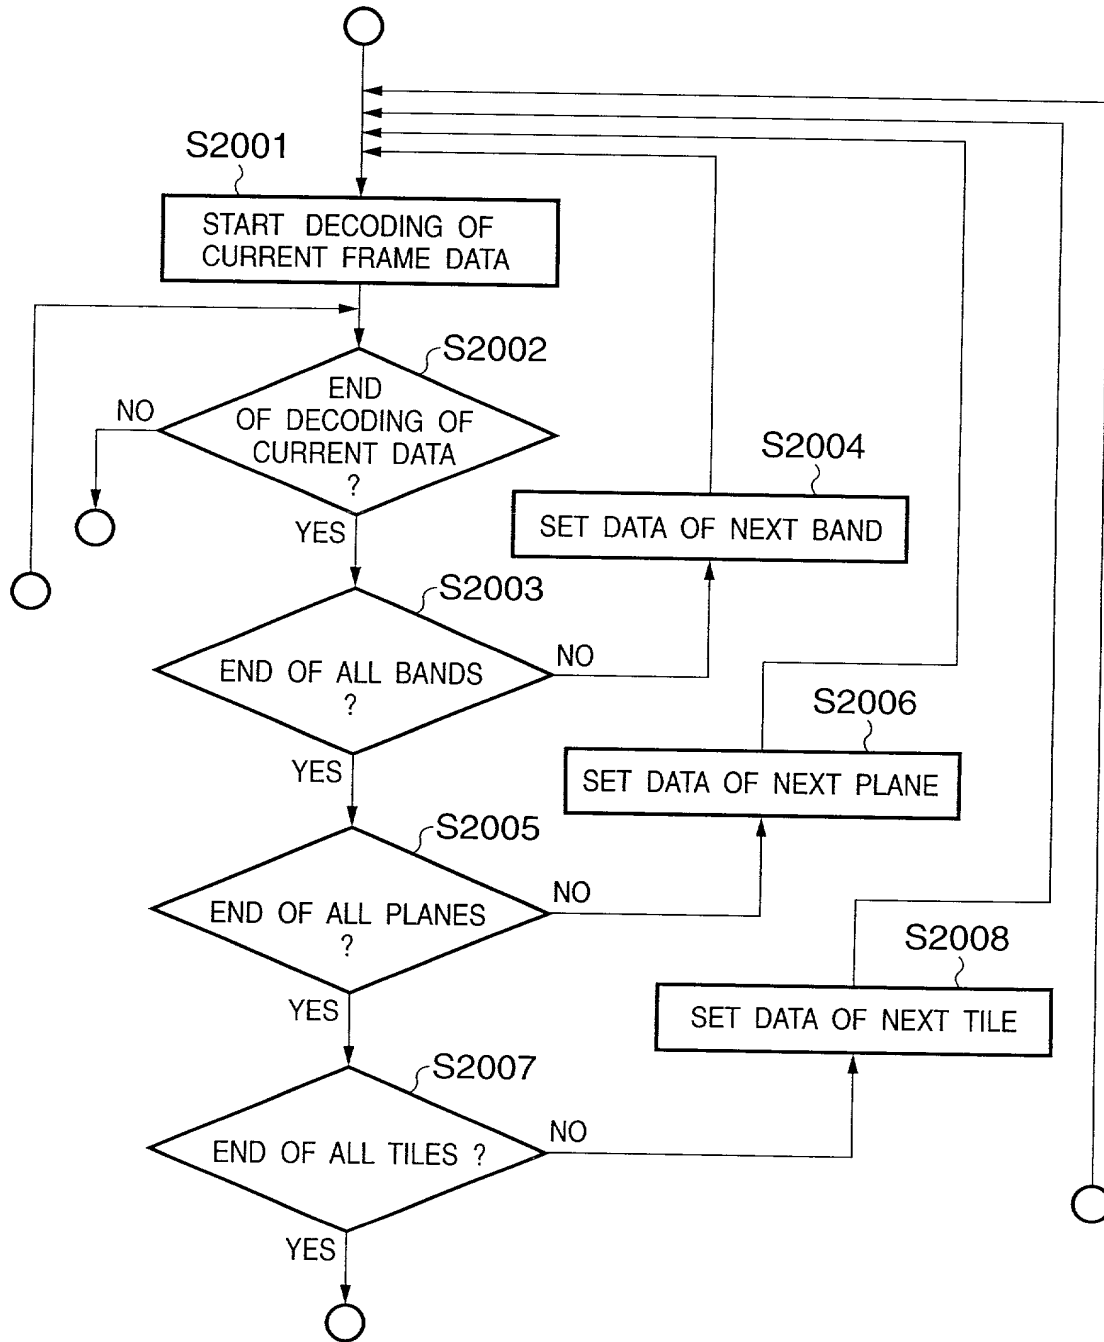 S2001
START DECODING OF
CURRENT FRAME DATA
S2002
END
OF DECODING OF
CURRENT DATA
?
NO
YES
S2004
SET DATA OF NEXT BAND
S2003
END OF ALL BANDS
?
NO
YES
S2006
SET DATA OF NEXT PLANE
S2005
END OF ALL PLANES
?
NO
YES
S2008
SET DATA OF NEXT TILE
S2007
END OF ALL TILES ?
NO
YES